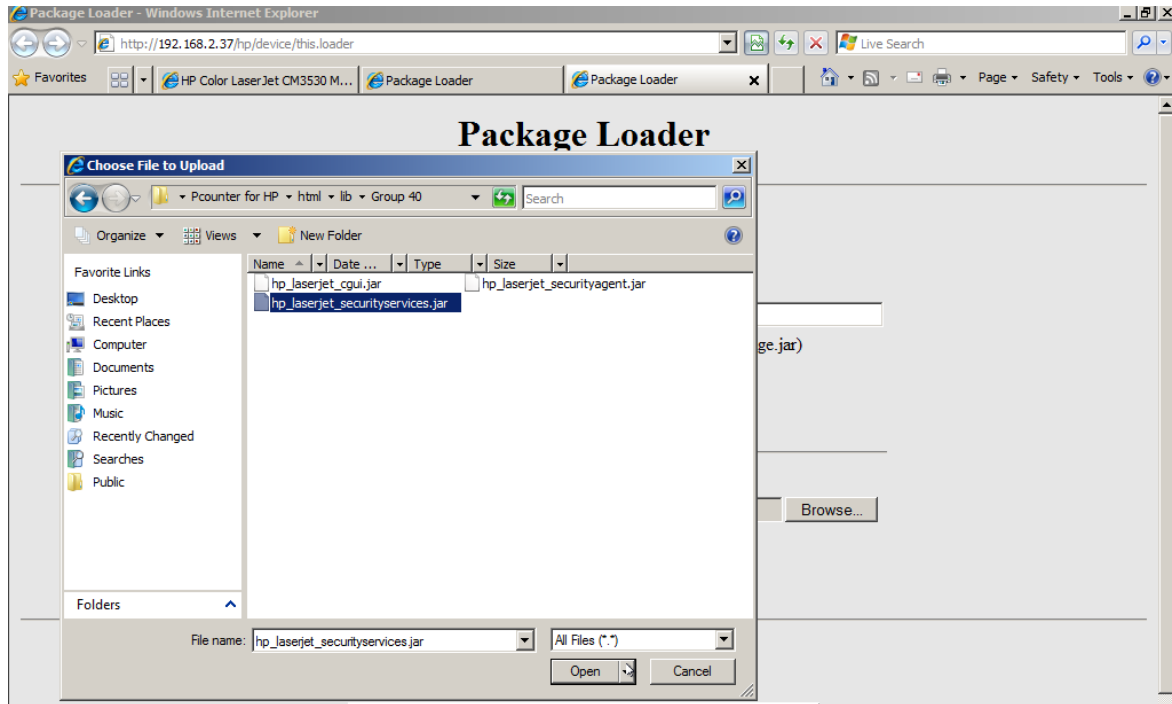 Package Loader - Windows Internet Explorer
http://192.168.2.37/hp/device/this.loader
Live Search
Favorites
HP Color LaserJet CM3530 M...
Package Loader
Package Loader
Page
Safety
Tools
Package Loader
Choose File to Upload
Pcounter for HP
html
lib
Group 40
Search
Organize
Views
New Folder
Favorite Links
Desktop
Recent Places
Computer
Documents
Pictures
Music
Recently Changed
Searches
Public
Folders
Name
Date ...
Type
Size
hp_laserjet_cgui.jar
hp_laserjet_securityagent.jar
hp_laserjet_securityservices.jar
ge.jar)
Browse...
File name:
hp_laserjet_securityservices.jar
All Files (*.*)
Open
Cancel